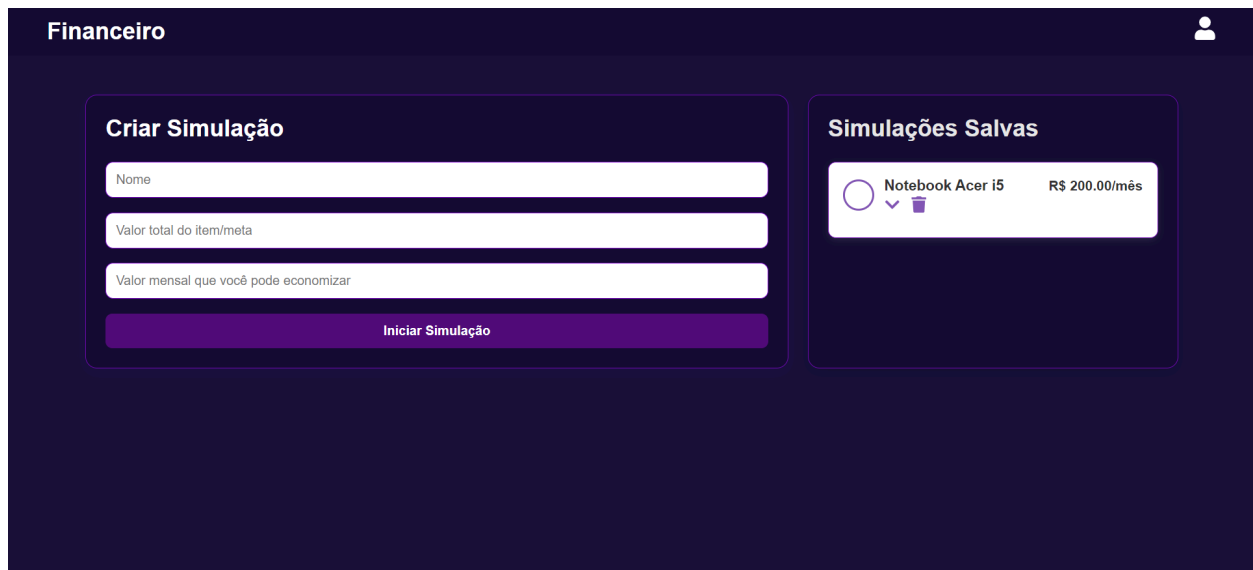 Financeiro
Criar Simulação
Nome
Valor total do item/meta
Valor mensal que você pode economizar
Iniciar Simulação
Simulações Salvas
Notebook Acer i5
R$ 200.00/mês